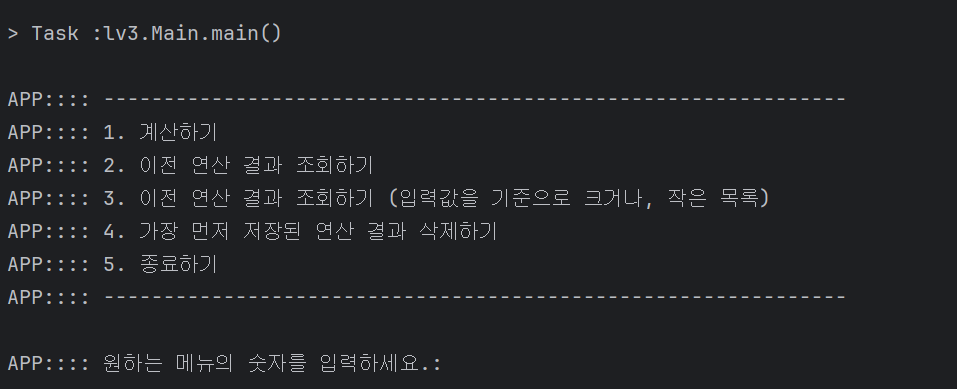 > Task :lv3.Main.main()
APP:::: --------------------------------------------------------------
APP:::: 1. 계산하기
APP:::: 2. 이전 연산 결과 조회하기
APP:::: 3. 이전 연산 결과 조회하기 (입력값을 기준으로 크거나, 작은 목록)
APP:::: 4. 가장 먼저 저장된 연산 결과 삭제하기
APP:::: 5. 종료하기
APP:::: --------------------------------------------------------------
APP:::: 원하는 메뉴의 숫자를 입력하세요.: